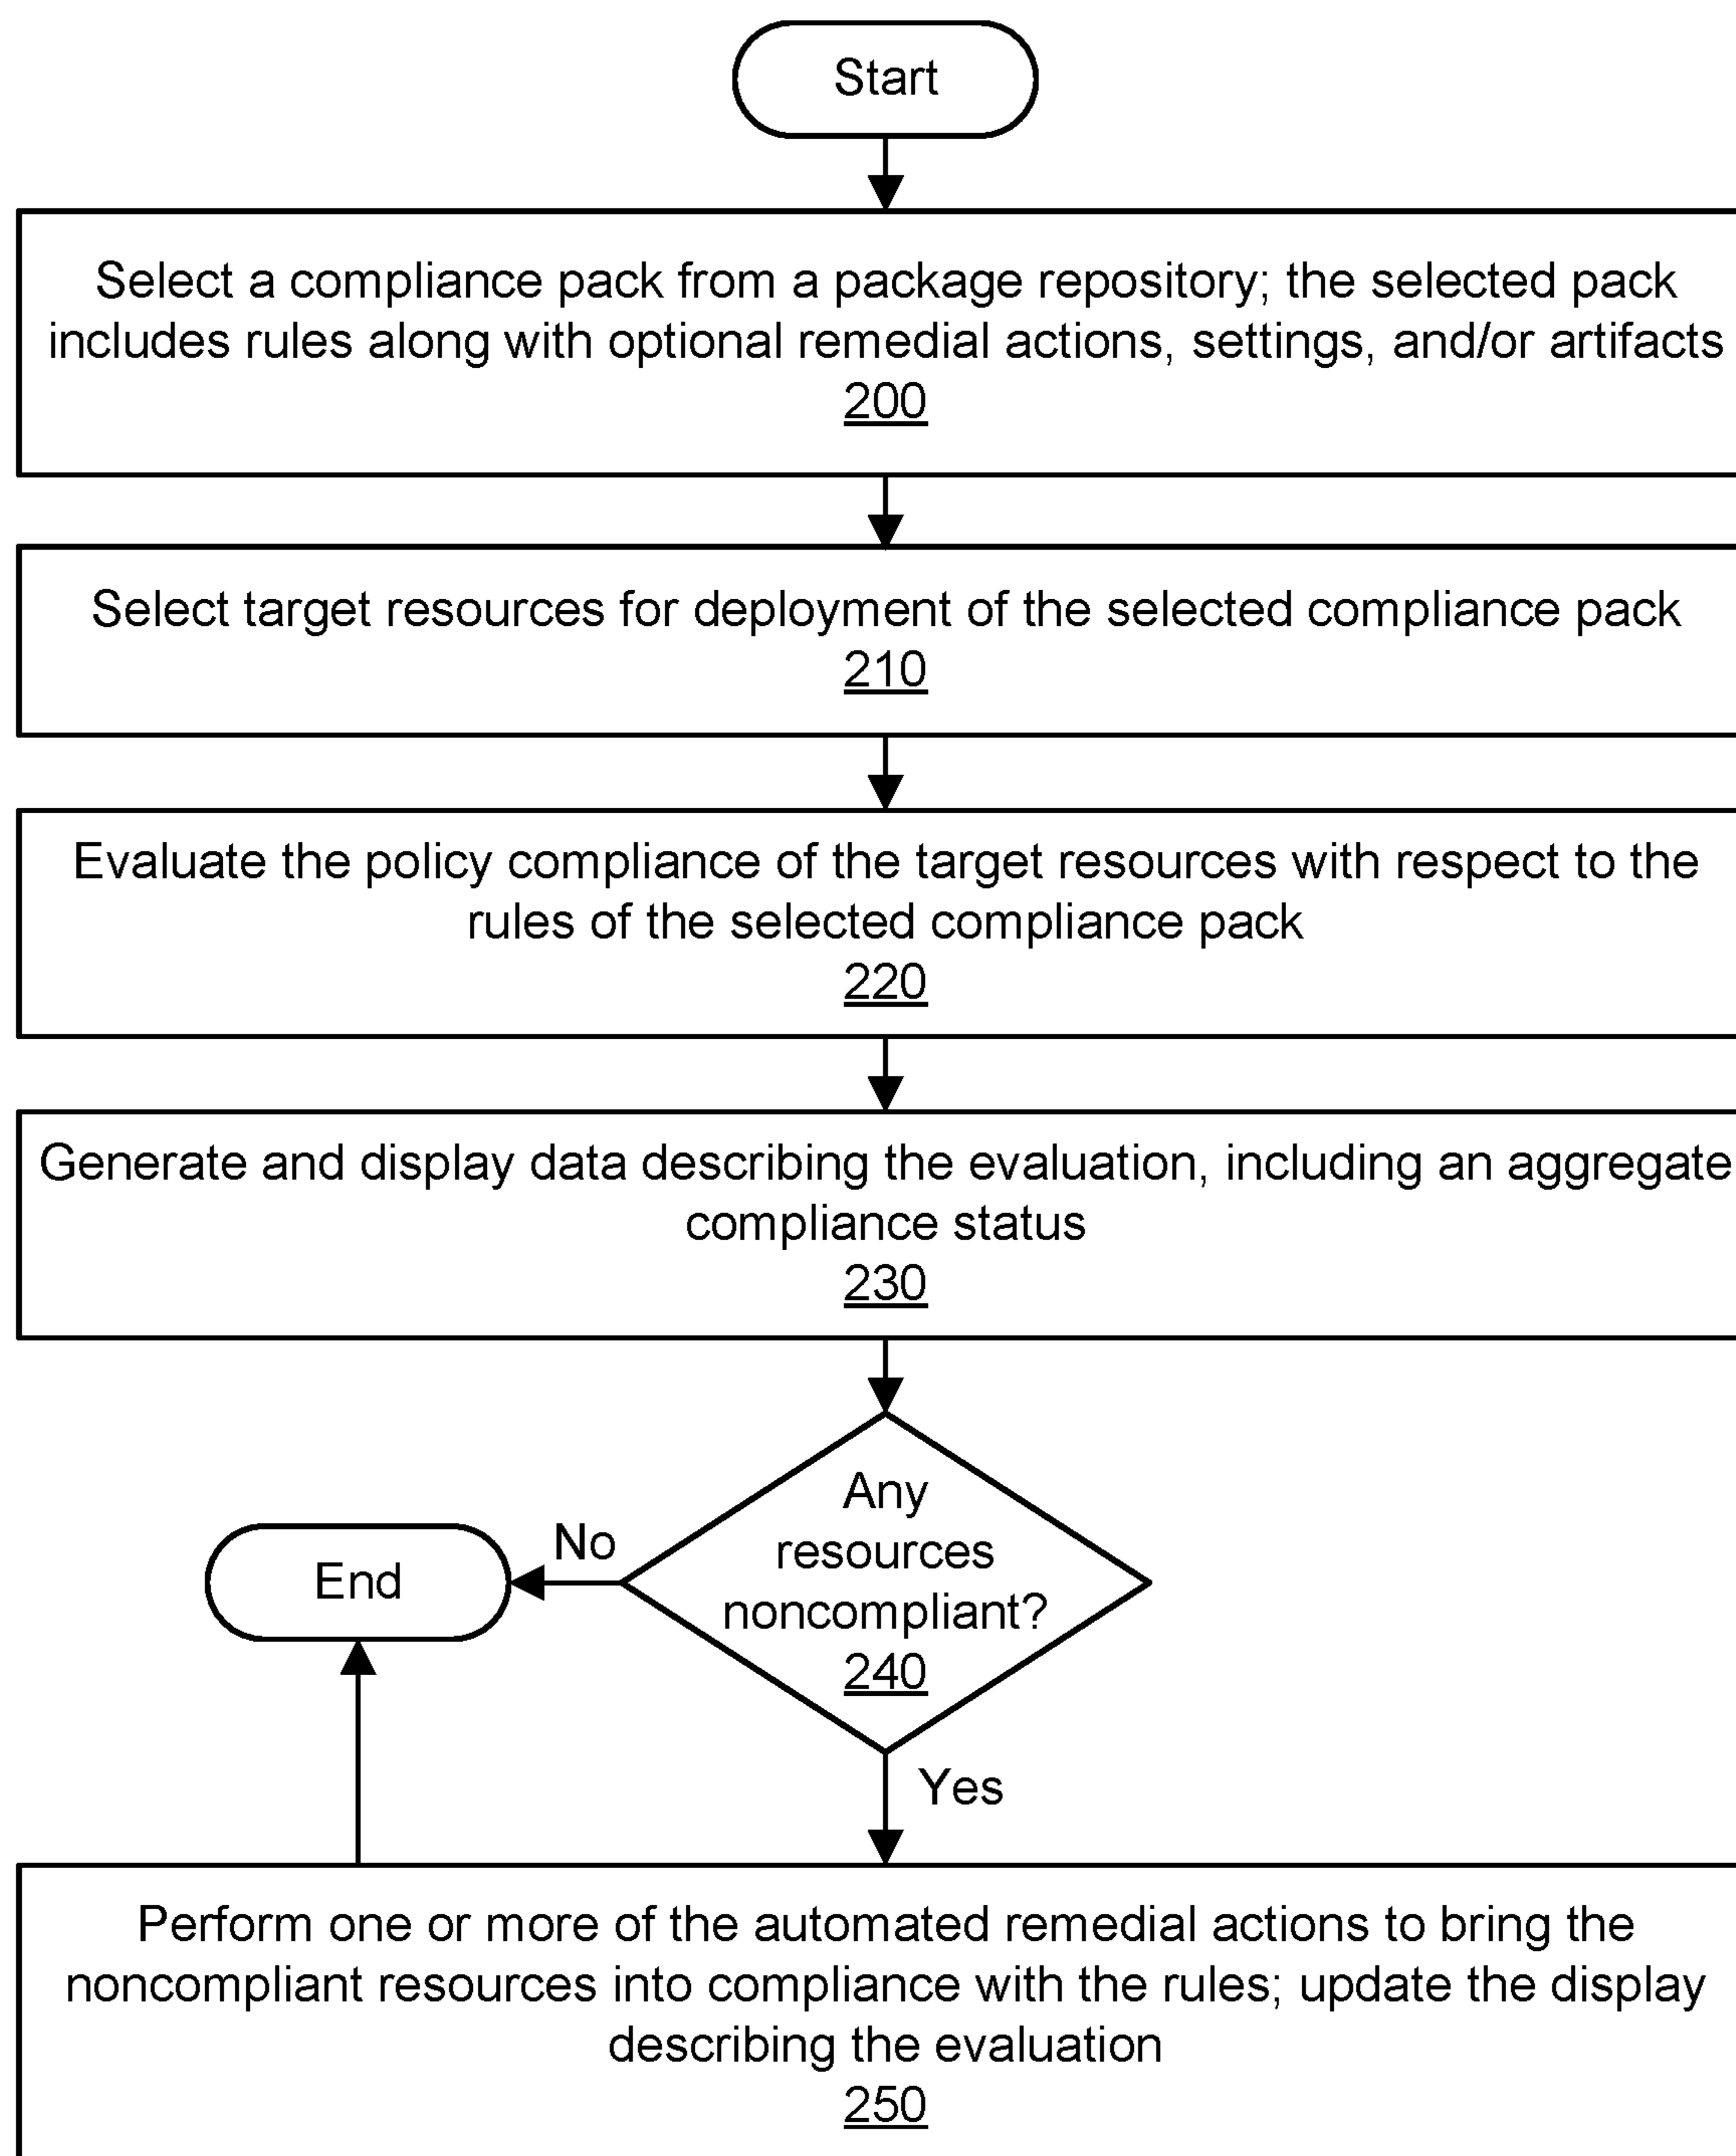 Start
Select a compliance pack from a package repository; the selected pack
includes rules along with optional remedial actions, settings, and/or artifacts
200
Select target resources for deployment of the selected compliance pack
210
Evaluate the policy compliance of the target resources with respect to the
rules of the selected compliance pack
220
Generate and display data describing the evaluation, including an aggregate
compliance status
230
Any
resources
noncompliant?
240
No
End
Yes
Perform one or more of the automated remedial actions to bring the
noncompliant resources into compliance with the rules; update the display
describing the evaluation
250